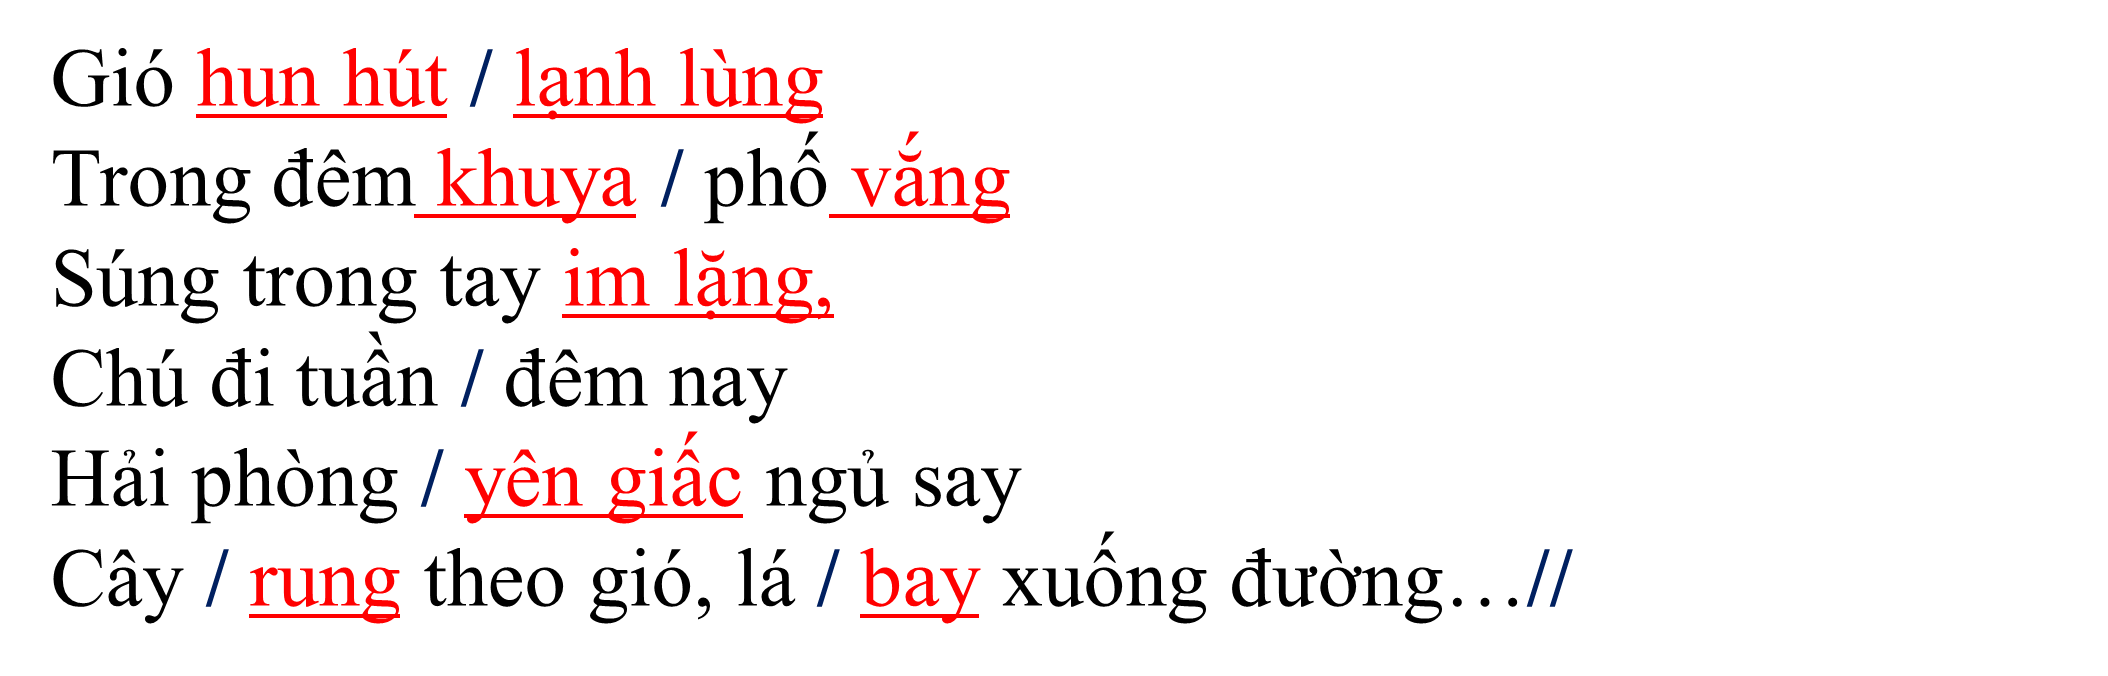 Gió hun hút / lạnh lùng
Trong đêm khuya / phố vắng
Súng trong tay im lặng,
Chú đi tuần / đêm nay
Hải phòng / yên giấc ngủ say
Cây / rung theo gió, lá / bay xuống đường…//